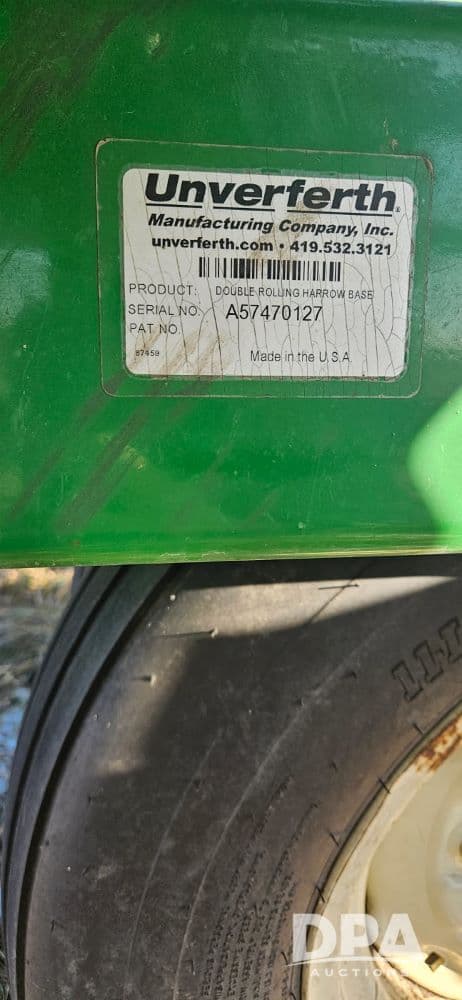 Unverferth®
Manufacturing Company, Inc.
unverferth.com • 419.532.3121
PRODUCT: DOUBLE ROLLING HARROW BASE
SERIAL NO. A57470127
PAT NO.
97459 Made in the U.S.A.
DPA
AUCTIONS